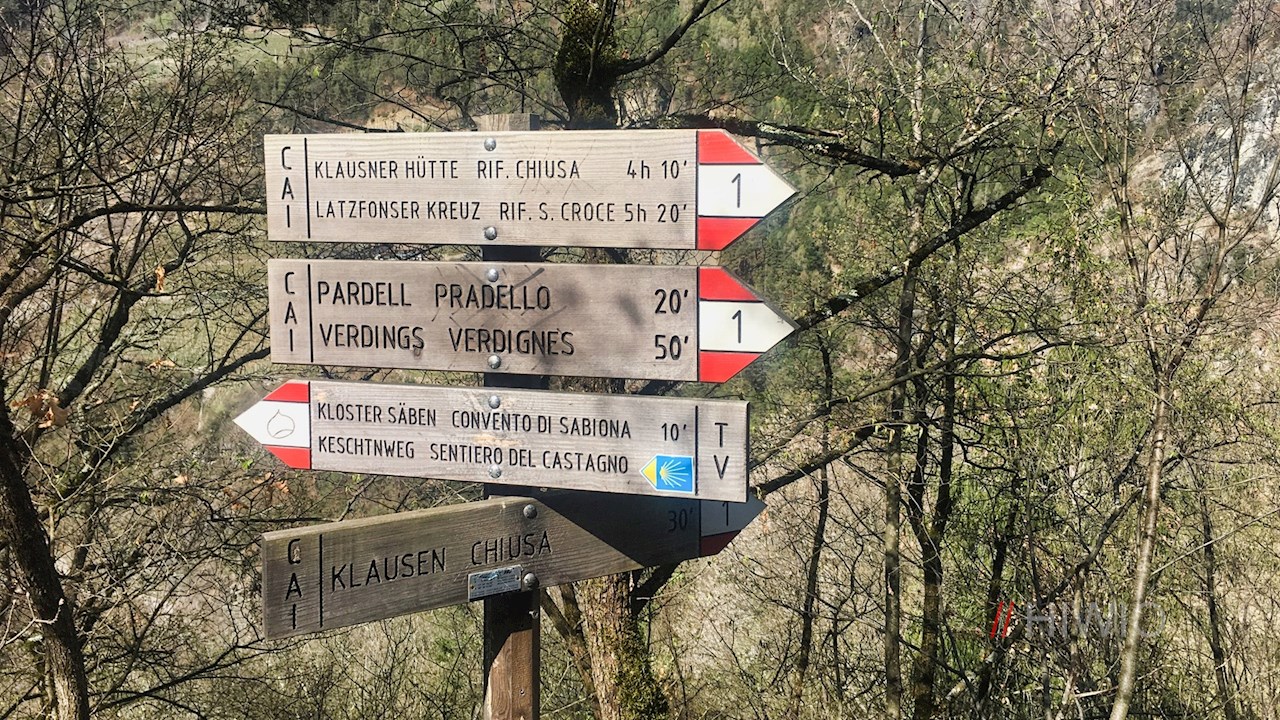 CAI
KLAUSNER HÜTTE RIF. CHIUSA 4h 10'
LATZFONSER KREUZ RIF. S. CROCE 5h 20'
1
CAI
PARDELL PRADELLO 20'
VERDINGS VERDIGNES 50'
1
KLOSTER SÄBEN CONVENTO DI SABIONA 10'
KESCHTNWEG SENTIERO DEL CASTAGNO
TV
CAI
KLAUSEN CHIUSA 30'
1